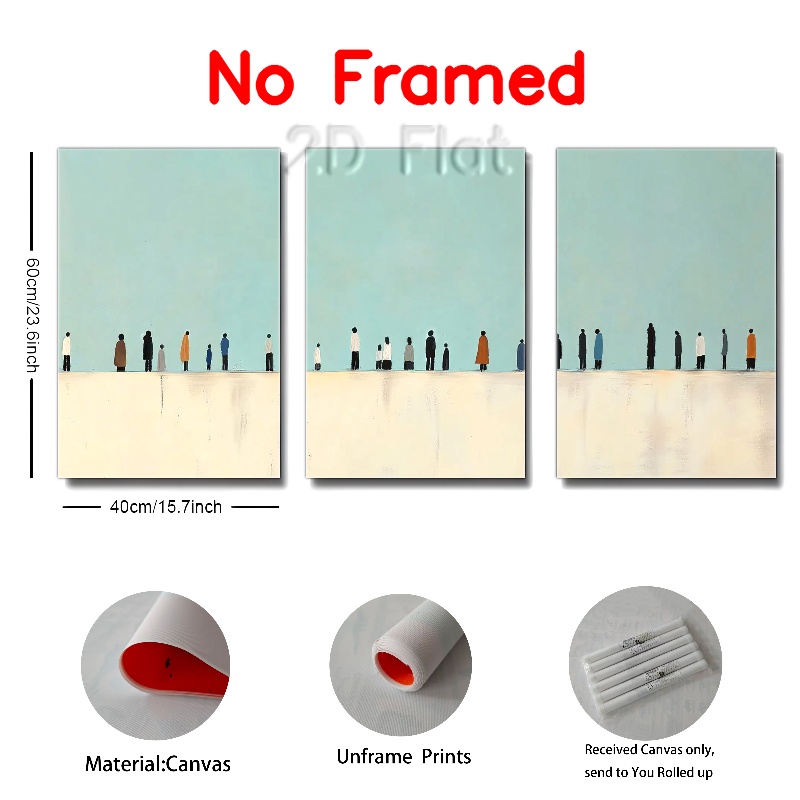 No Framed
2D Flat
60cm/23.6inch
40cm/15.7inch
Material:Canvas
Unframe Prints
Received Canvas only,
send to You Rolled up